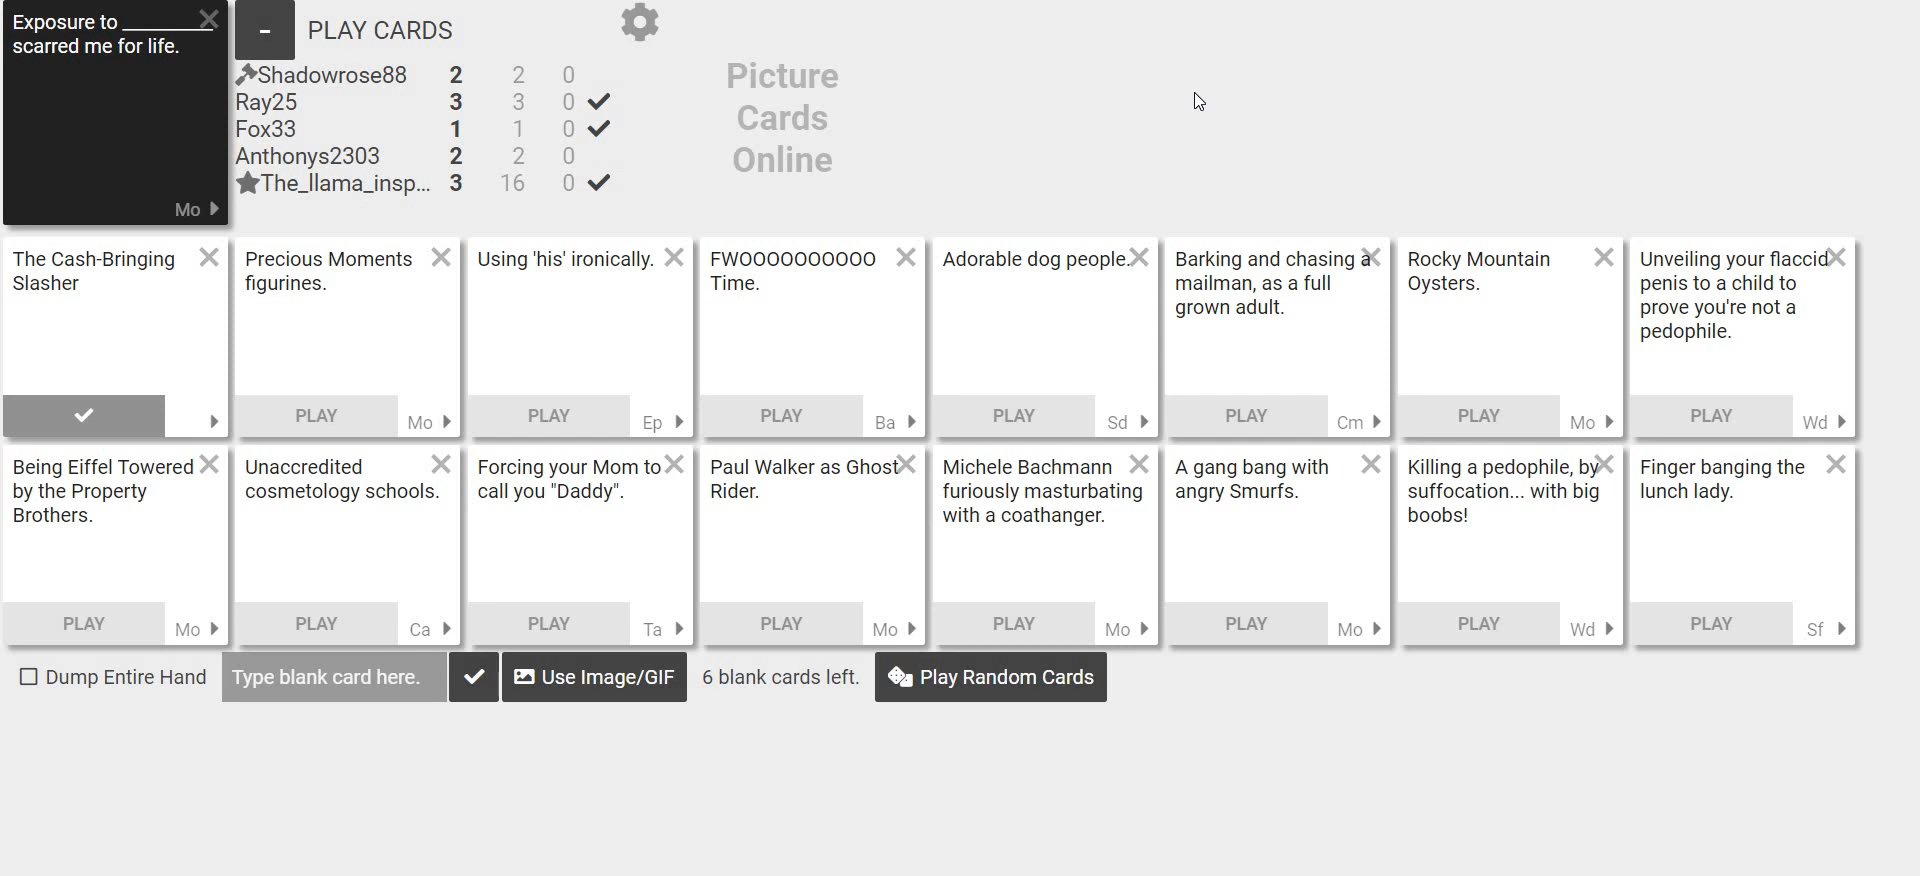 Exposure to _________
scarred me for life.
Mo
-
PLAY CARDS
Shadowrose88 2 2 0
Ray25 3 3 0
Fox33 1 1 0
Anthonys2303 2 2 0
The_llama_insp... 3 16 0
Picture
Cards
Online
The Cash-Bringing
Slasher
Precious Moments
figurines.
PLAY
Mo
Using 'his' ironically.
PLAY
Ep
FWOOOOOOOOOO
Time.
PLAY
Ba
Adorable dog people.
PLAY
Sd
Barking and chasing a
mailman, as a full
grown adult.
PLAY
Cm
Rocky Mountain
Oysters.
PLAY
Mo
Unveiling your flaccid
penis to a child to
prove you're not a
pedophile.
PLAY
Wd
Being Eiffel Towered
by the Property
Brothers.
PLAY
Mo
Unaccredited
cosmetology schools.
PLAY
Ca
Forcing your Mom to
call you "Daddy".
PLAY
Ta
Paul Walker as Ghost
Rider.
PLAY
Mo
Michele Bachmann
furiously masturbating
with a coathanger.
PLAY
Mo
A gang bang with
angry Smurfs.
PLAY
Mo
Killing a pedophile, by
suffocation... with big
boobs!
PLAY
Wd
Finger banging the
lunch lady.
PLAY
Sf
Dump Entire Hand
Type blank card here.
Use Image/GIF
6 blank cards left.
Play Random Cards